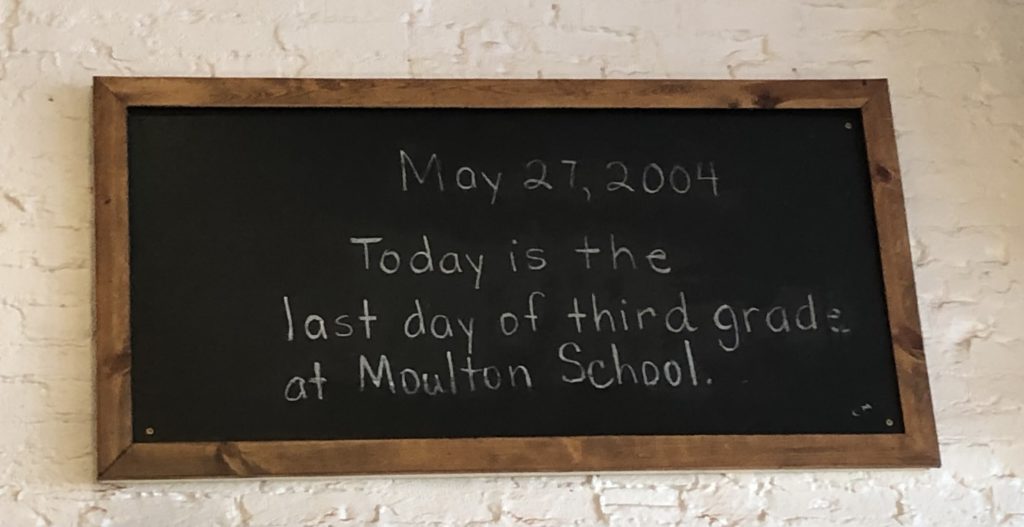 May 27, 2004
Today is the
last day of third grade
at Moulton School.